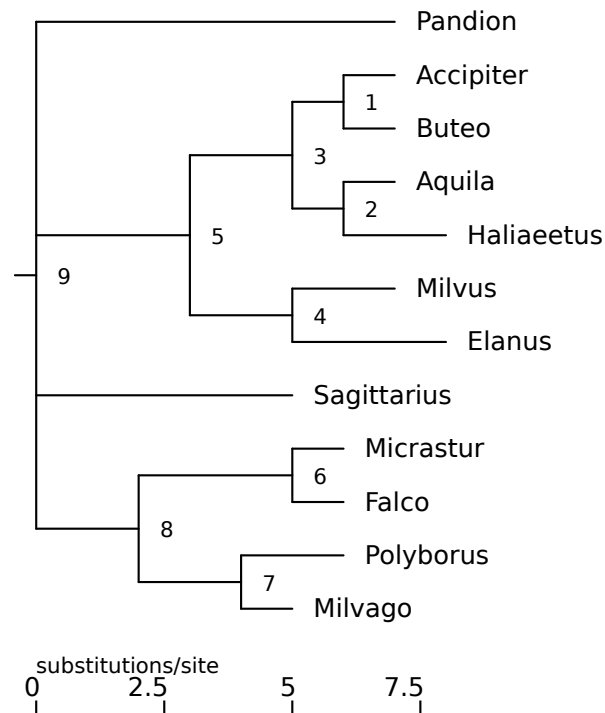 Pandion
Accipiter
1
Buteo
3
Aquila
2
Haliaeetus
5
9
Milvus
4
Elanus
Sagittarius
Micrastur
6
Falco
8
Polyborus
7
Milvago
substitutions/site
0 2.5 5 7.5